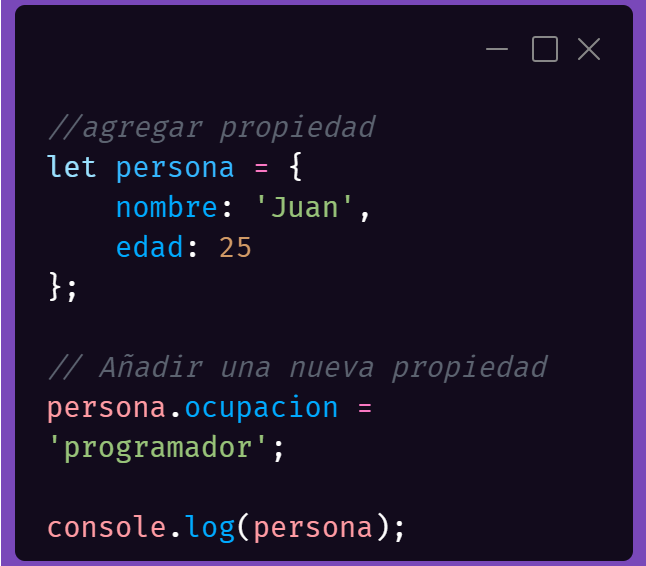 //agregar propiedad
let persona = {
    nombre: 'Juan',
    edad: 25
};
// Añadir una nueva propiedad
persona.ocupacion =
'programador';
console.log(persona);